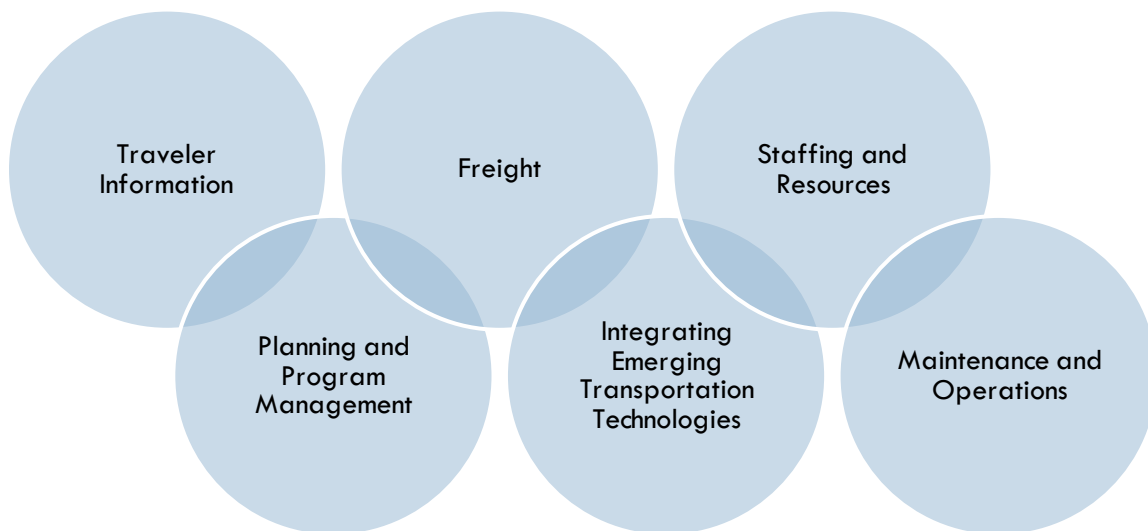 Traveler
Information
Freight
Staffing and
Resources
Planning and
Program
Management
Integrating
Emerging
Transportation
Technologies
Maintenance and
Operations